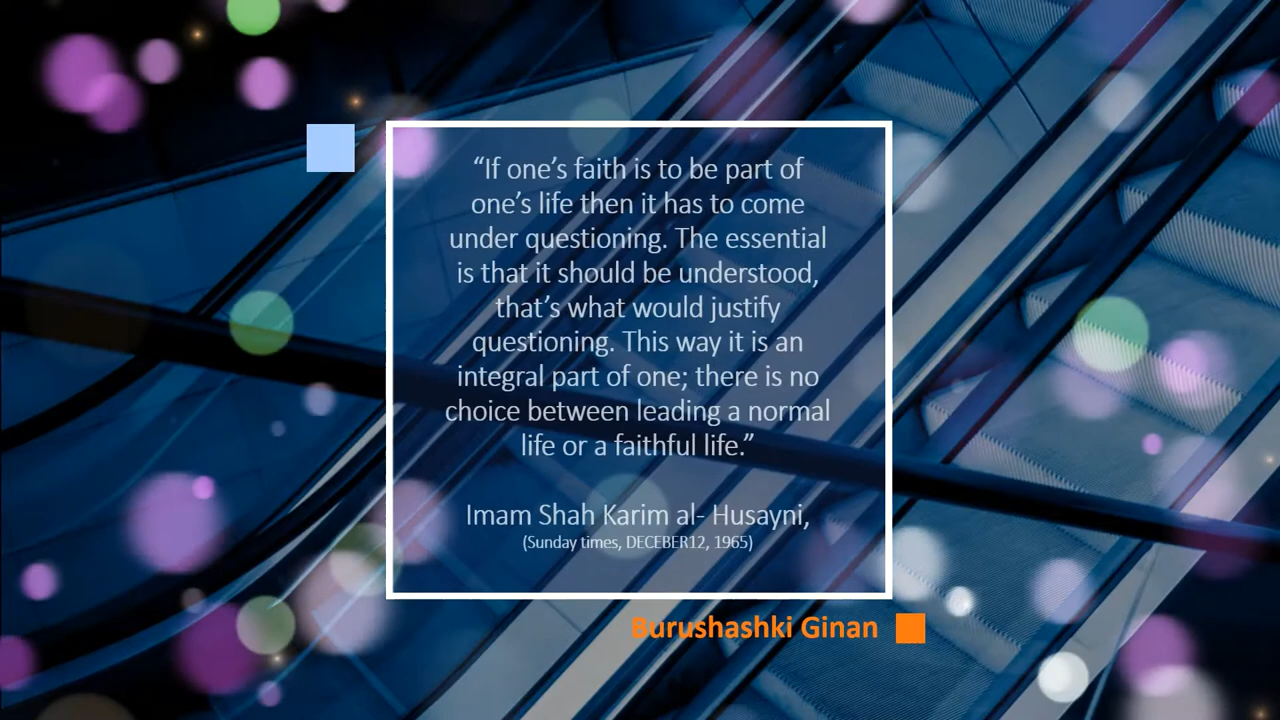 “If one’s faith is to be part of
one’s life then it has to come
under questioning. The essential
is that it should be understood,
that’s what would justify
questioning. This way it is an
integral part of one; there is no
choice between leading a normal
life or a faithful life.”
Imam Shah Karim al- Husayni,
(Sunday times, DECEBER12, 1965)
Burushashki Ginan